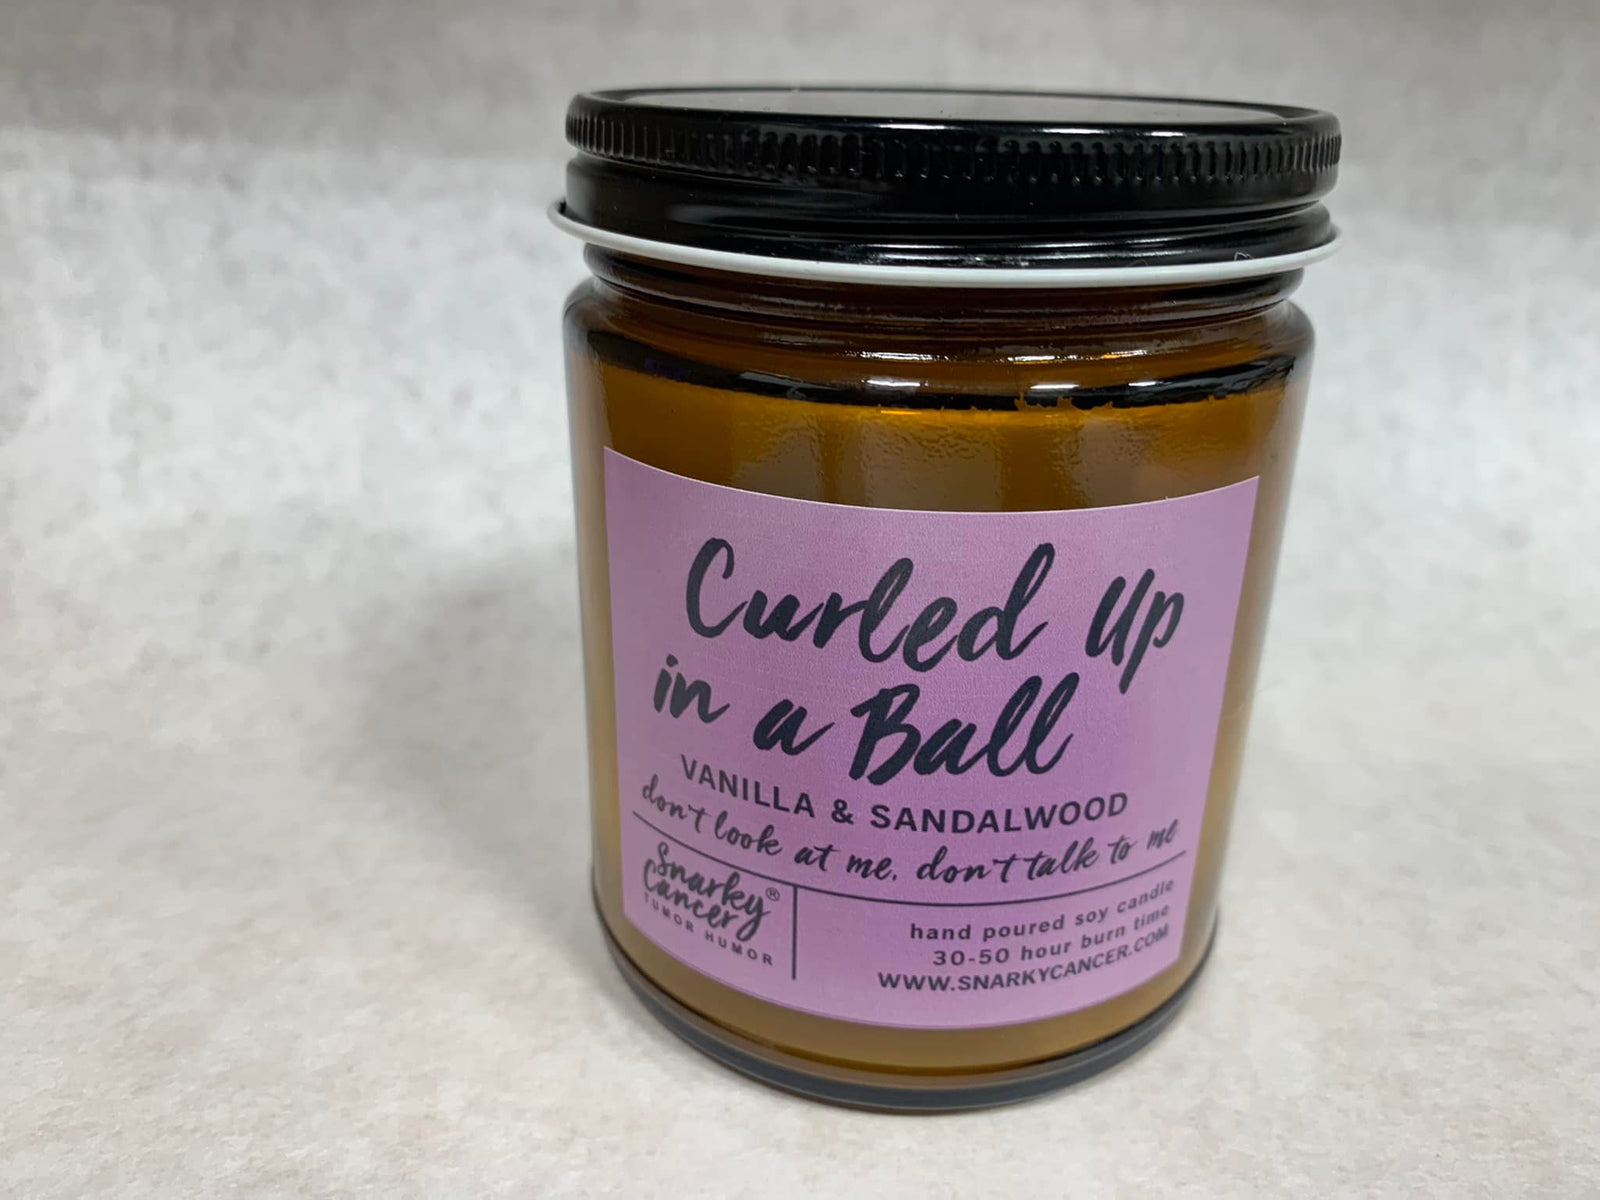 Curled Up
in a Ball
VANILLA & SANDALWOOD
don't look at me, don't talk to me
Snarky
Cancer®
TUMOR HUMOR
hand poured soy candle
30-50 hour burn time
WWW.SNARKYCANCER.COM